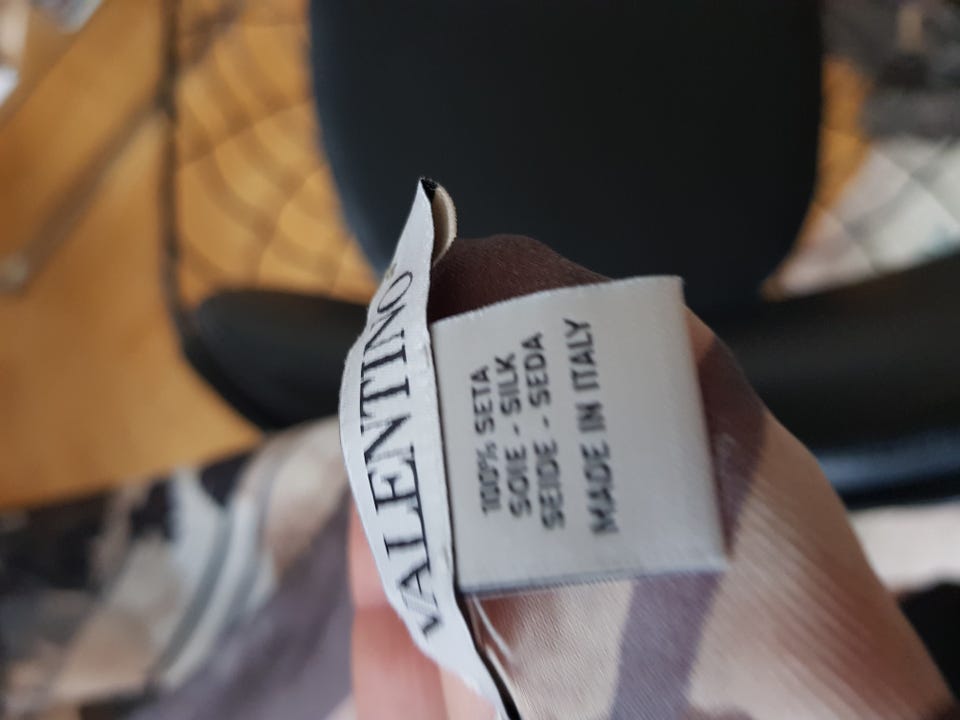 VALENTINO
100% SETA
SOIE - SILK
SEIDE - SEDA
MADE IN ITALY